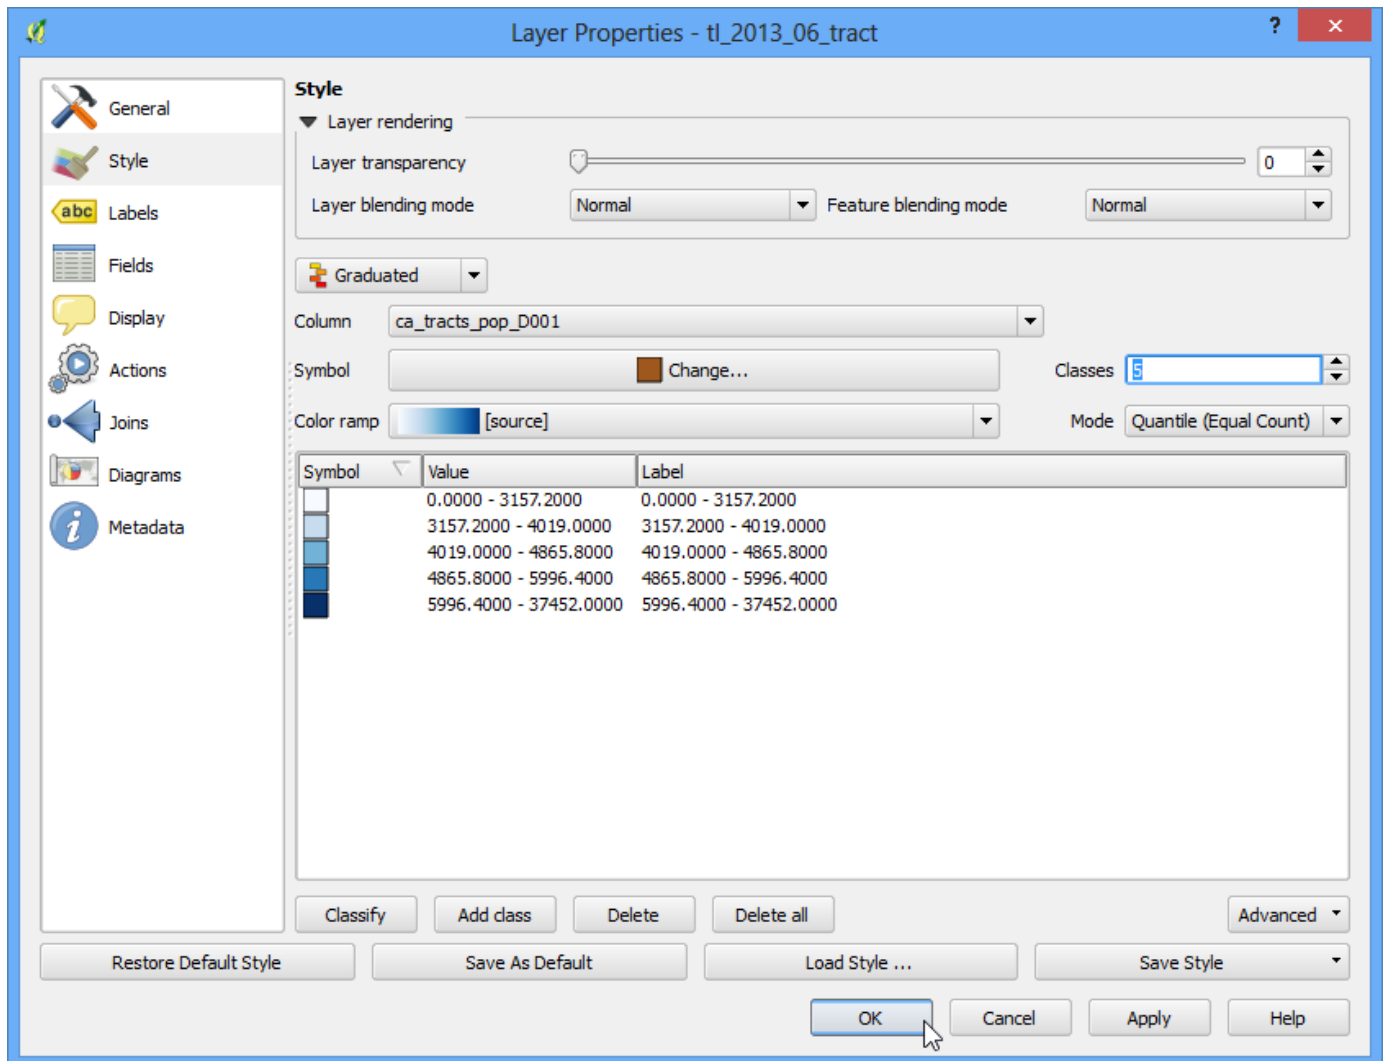 Layer Properties - tl_2013_06_tract
?
General
Style
Labels
Fields
Display
Actions
Joins
Diagrams
Metadata
abc
Style
Layer rendering
Layer transparency 0
Layer blending mode Normal Feature blending mode Normal
Graduated
Column ca_tracts_pop_D001
Symbol Change... Classes 5
Color ramp [source] Mode Quantile (Equal Count)
Symbol Value Label
0.0000 - 3157.2000 0.0000 - 3157.2000
3157.2000 - 4019.0000 3157.2000 - 4019.0000
4019.0000 - 4865.8000 4019.0000 - 4865.8000
4865.8000 - 5996.4000 4865.8000 - 5996.4000
5996.4000 - 37452.0000 5996.4000 - 37452.0000
Classify Add class Delete Delete all Advanced
Restore Default Style Save As Default Load Style ... Save Style
OK Cancel Apply Help